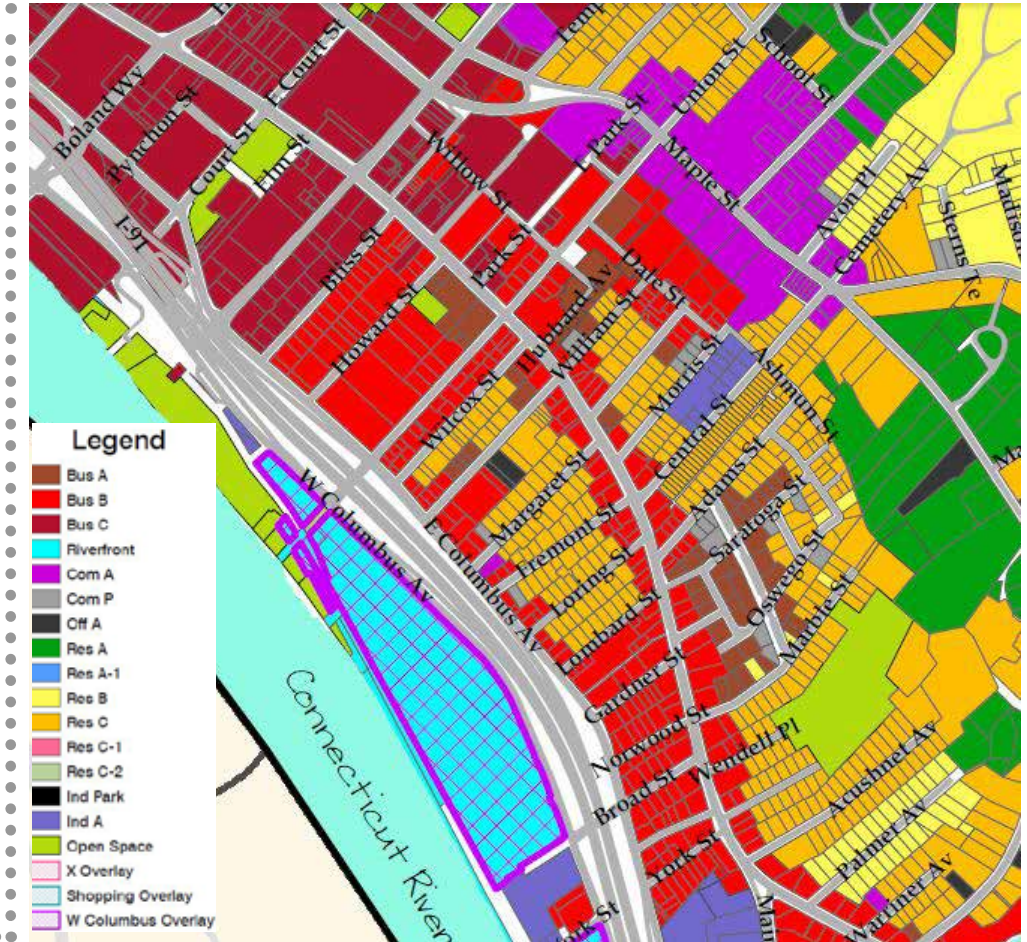 Boland Wy
Pynchon St
E Court St
Court St
Elm St
I-91
Willow St
Bliss St
Park St
Howard St
E Park St
Union St
School St
Maple St
Avon Pl
Cemetery Av
Madison
Sterns Te
Dale St
Hubbard Av
William St
Morris S
Wilcox St
Central St
Ashmun St
Adams St
Margaret St
Saratoga St
Fremont St
Loring St
Oswego St
Lombard St
Marble St
W Columbus Av
E Columbus Av
Gardner St
Norwood St
Wendell Pl
Broad St
York St
Acushnet Av
Palmer Av
Warriner Av
York St
Ma
Connecticut River
Legend
Bus A
Bus B
Bus C
Riverfront
Com A
Com P
Off A
Res A
Res A-1
Res B
Res C
Res C-1
Res C-2
Ind Park
Ind A
Open Space
X Overlay
Shopping Overlay
W Columbus Overlay